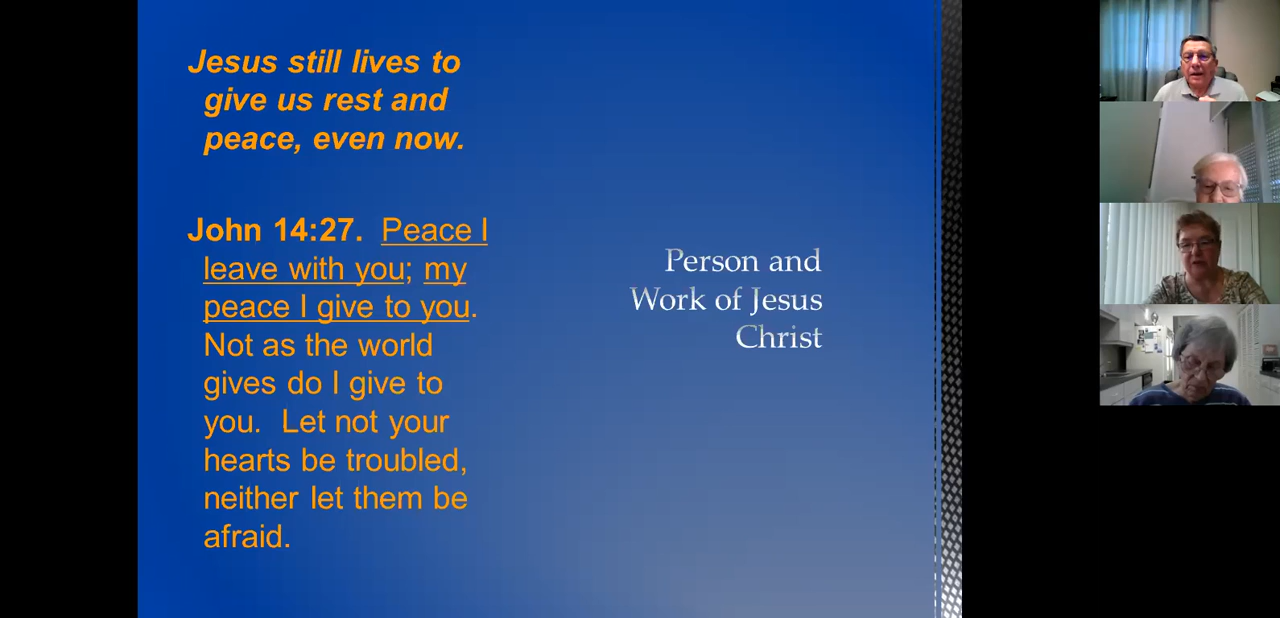 Jesus still lives to
give us rest and
peace, even now.
John 14:27.  Peace I
leave with you; my
peace I give to you.
Not as the world
gives do I give to
you.  Let not your
hearts be troubled,
neither let them be
afraid.
Person and
Work of Jesus
Christ